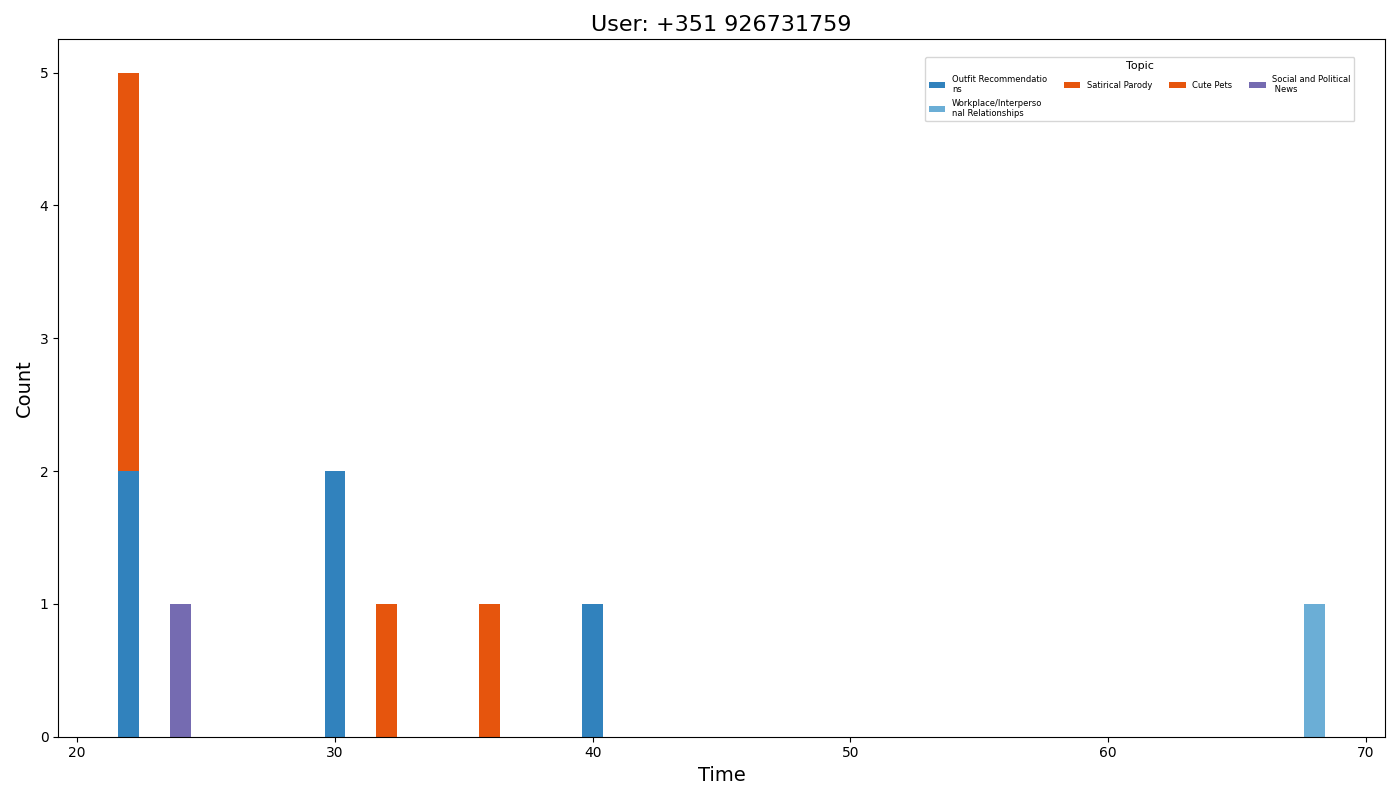 User: +351 926731759
Topic
Outfit Recommendatio
ns
Workplace/Interperso
nal Relationships
Satirical Parody
Cute Pets
Social and Political
News
Count
5
4
3
2
1
0
20 30 40 50 60 70
Time